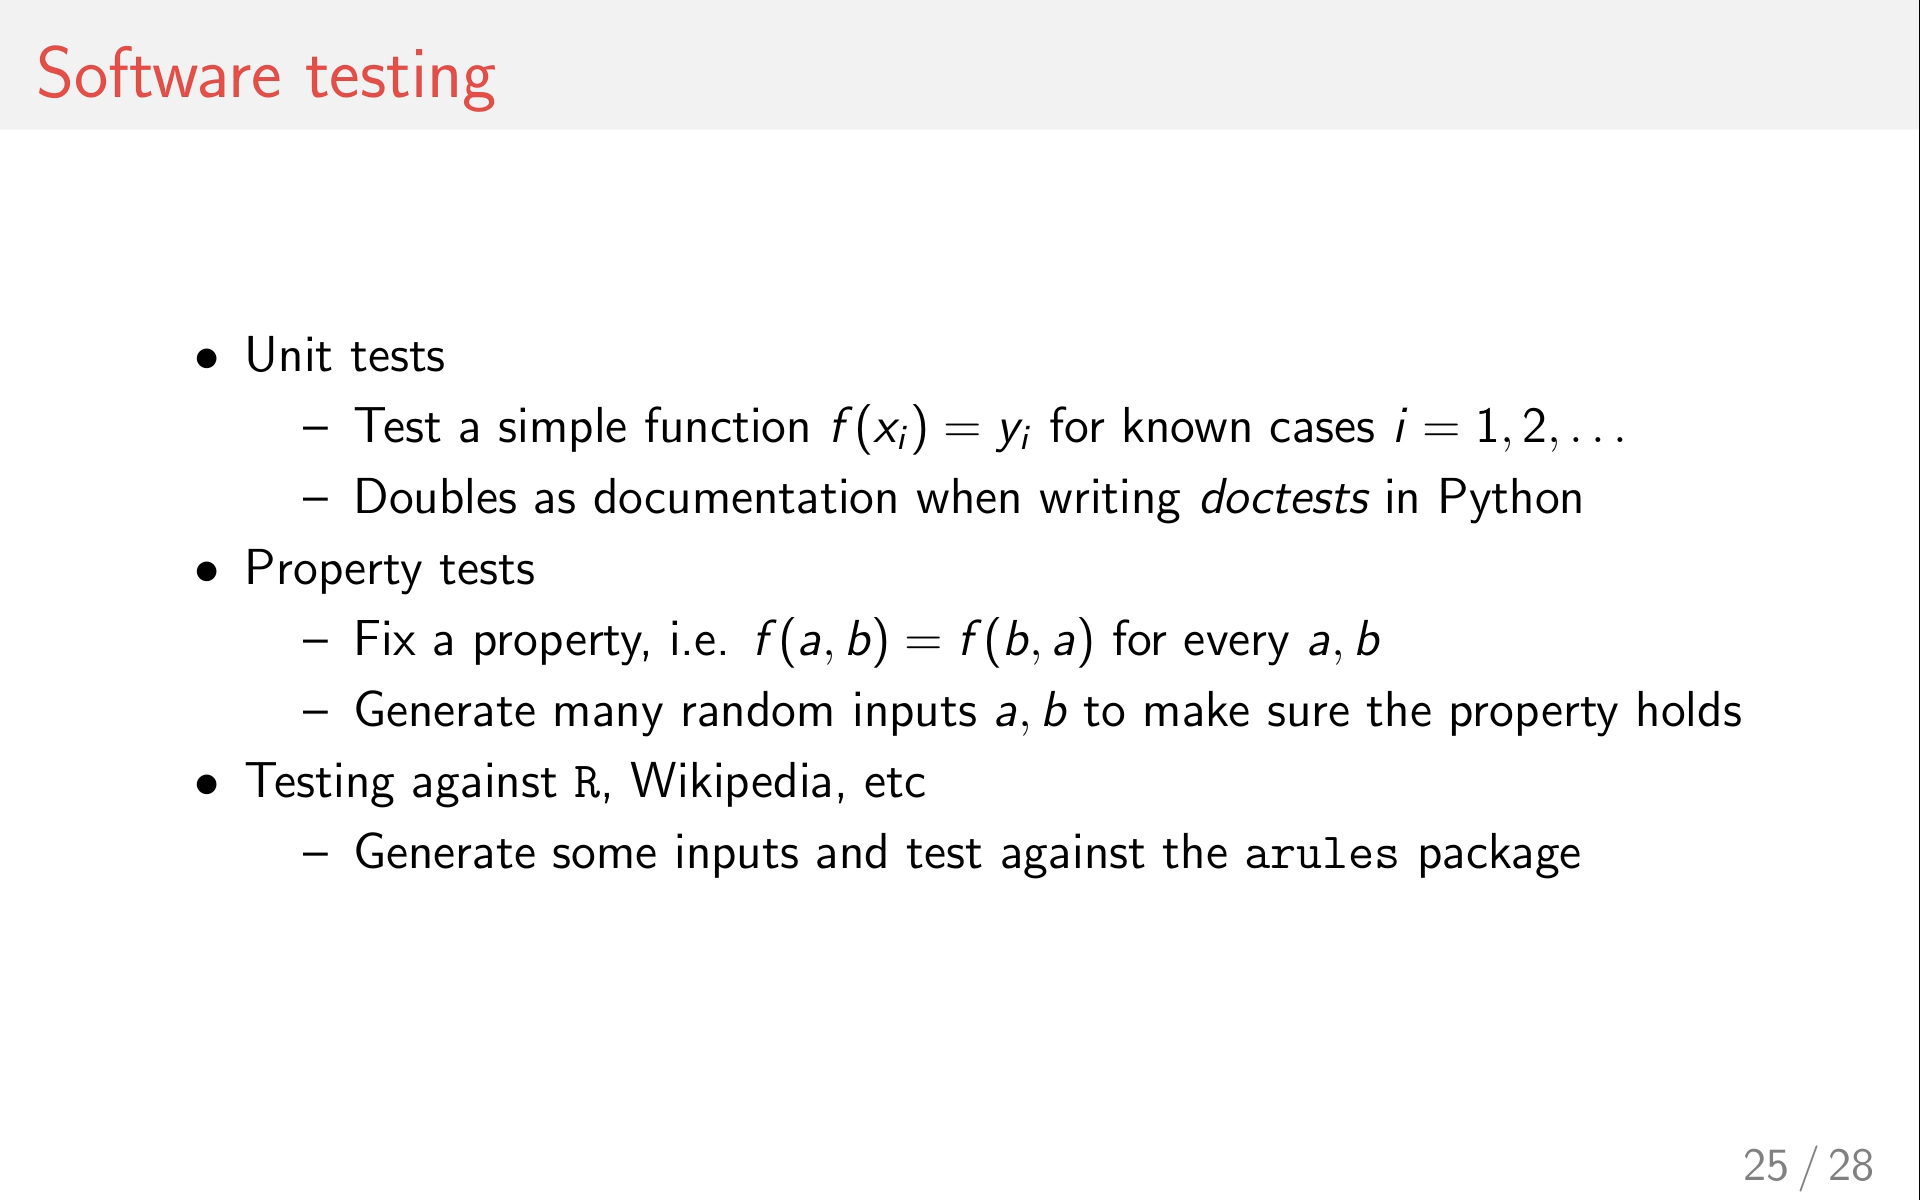 Software testing
• Unit tests
– Test a simple function f(xᵢ) = yᵢ for known cases i = 1, 2, . . .
– Doubles as documentation when writing doctests in Python
• Property tests
– Fix a property, i.e. f(a, b) = f(b, a) for every a, b
– Generate many random inputs a, b to make sure the property holds
• Testing against R, Wikipedia, etc
– Generate some inputs and test against the arules package
25 / 28